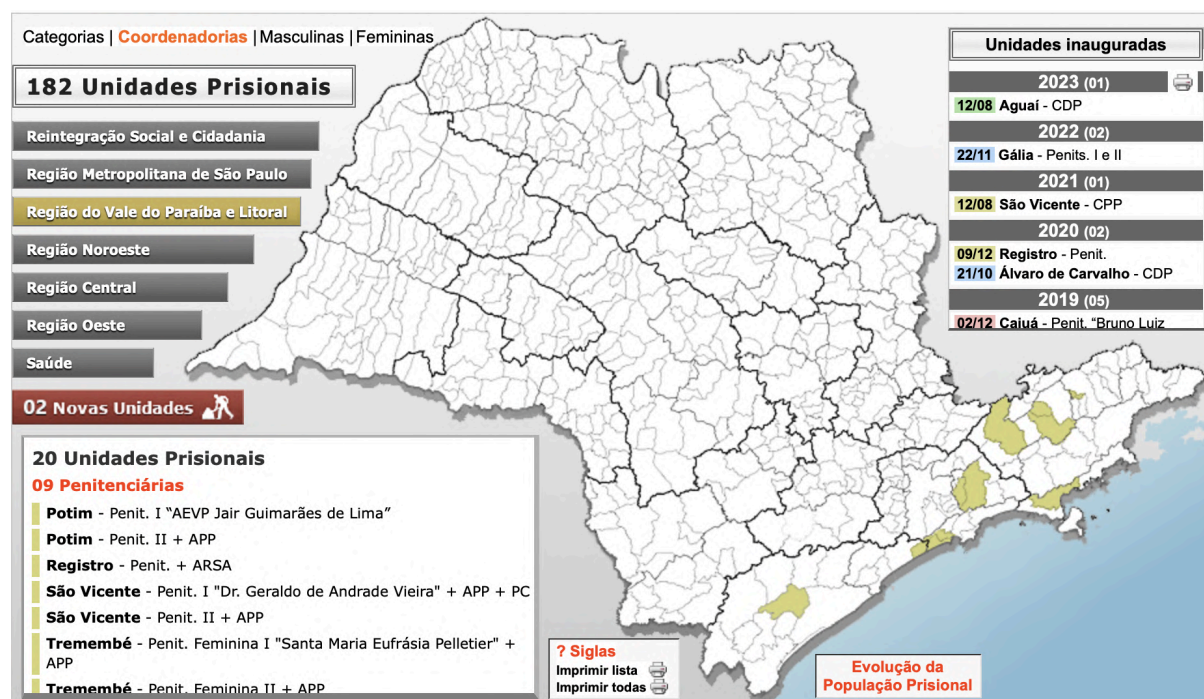 Categorias | Coordenadorias | Masculinas | Femininas
182 Unidades Prisionais
Reintegração Social e Cidadania
Região Metropolitana de São Paulo
Região do Vale do Paraíba e Litoral
Região Noroeste
Região Central
Região Oeste
Saúde
02 Novas Unidades
20 Unidades Prisionais
09 Penitenciárias
Potim - Penit. I “AEVP Jair Guimarães de Lima”
Potim - Penit. II + APP
Registro - Penit. + ARSA
São Vicente - Penit. I "Dr. Geraldo de Andrade Vieira" + APP + PC
São Vicente - Penit. II + APP
Tremembé - Penit. Feminina I "Santa Maria Eufrásia Pelletier" +
APP
Tremembé - Penit. Feminina II + APP
? Siglas
Imprimir lista
Imprimir todas
Evolução da
População Prisional
Unidades inauguradas
2023 (01)
12/08 Aguaí - CDP
2022 (02)
22/11 Gália - Penits. I e II
2021 (01)
12/08 São Vicente - CPP
2020 (02)
09/12 Registro - Penit.
21/10 Álvaro de Carvalho - CDP
2019 (05)
02/12 Caiuá - Penit. “Bruno Luiz